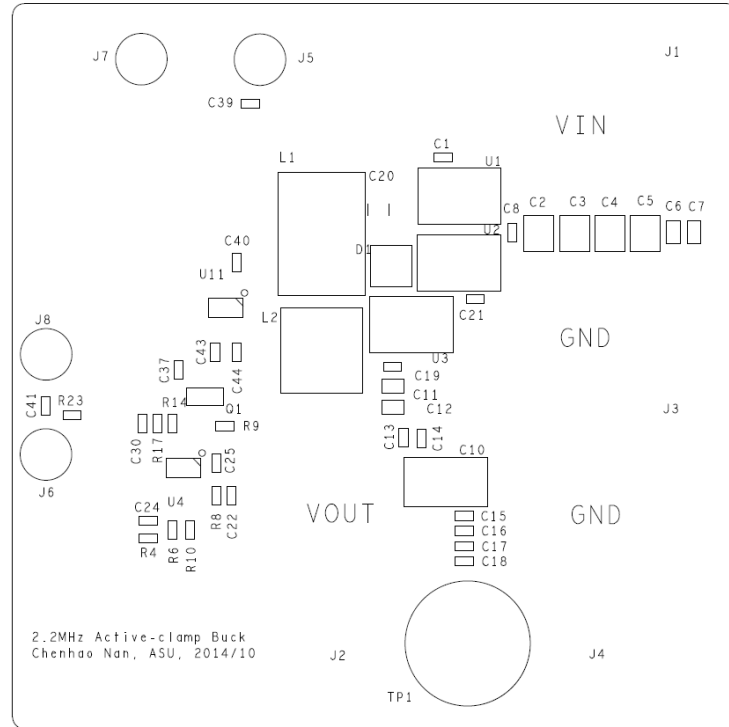 J7
J5
J1
C39
VIN
C1
L1
U1
C20
C8
C2
C3
C4
C5
C6
C7
U2
D1
C40
U11
C21
L2
J8
GND
C43
C44
U3
C37
C19
C11
R14
Q1
C12
J3
C41
R23
C30
R17
R9
C13
C14
C10
C25
J6
U4
C24
R8
C22
VOUT
GND
C15
C16
R4
R6
R10
C17
C18
2.2MHz Active-clamp Buck
Chenhao Nan, ASU, 2014/10
J2
J4
TP1